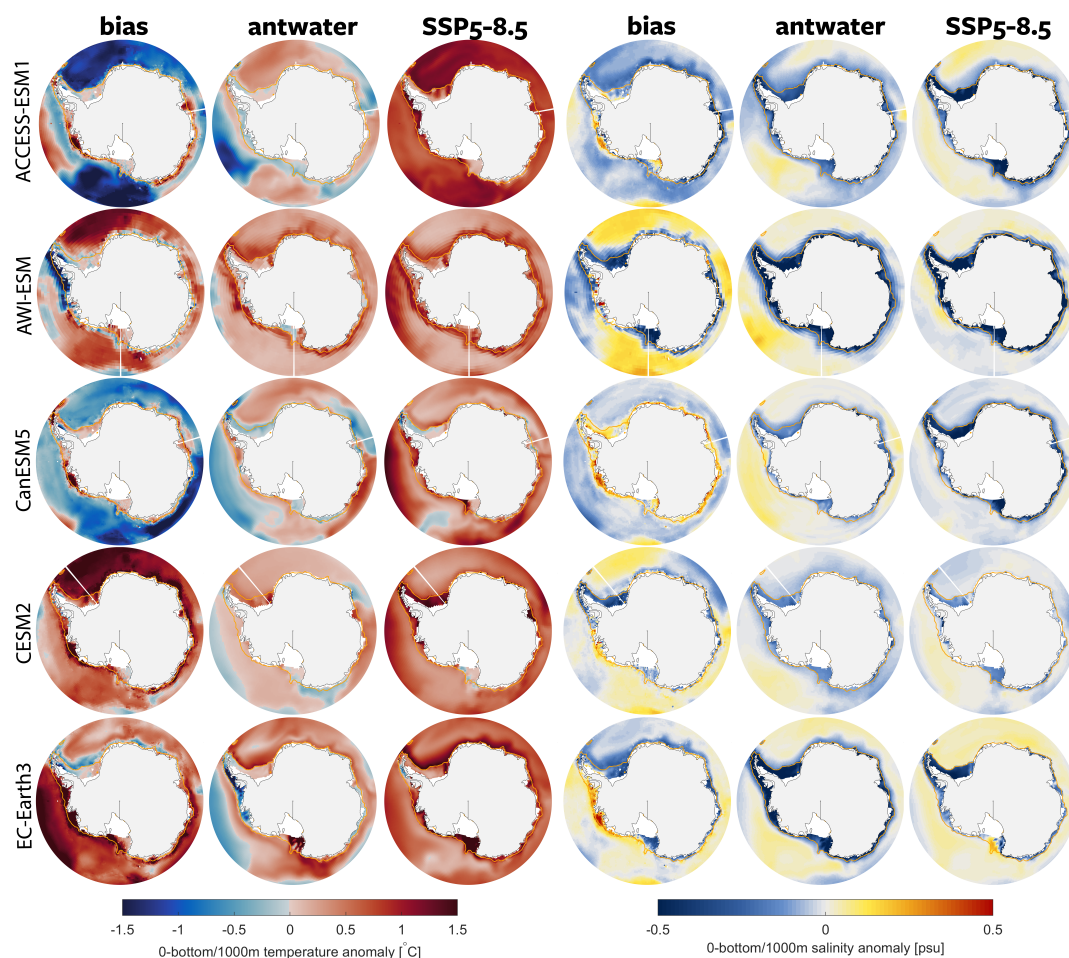 bias antwater SSP5-8.5 bias antwater SSP5-8.5
ACCESS-ESM1
AWI-ESM
CanESM5
CESM2
EC-Earth3
-1.5 -1 -0.5 0 0.5 1 1.5
0-bottom/1000m temperature anomaly [°C]
-0.5 0 0.5
0-bottom/1000m salinity anomaly [psu]